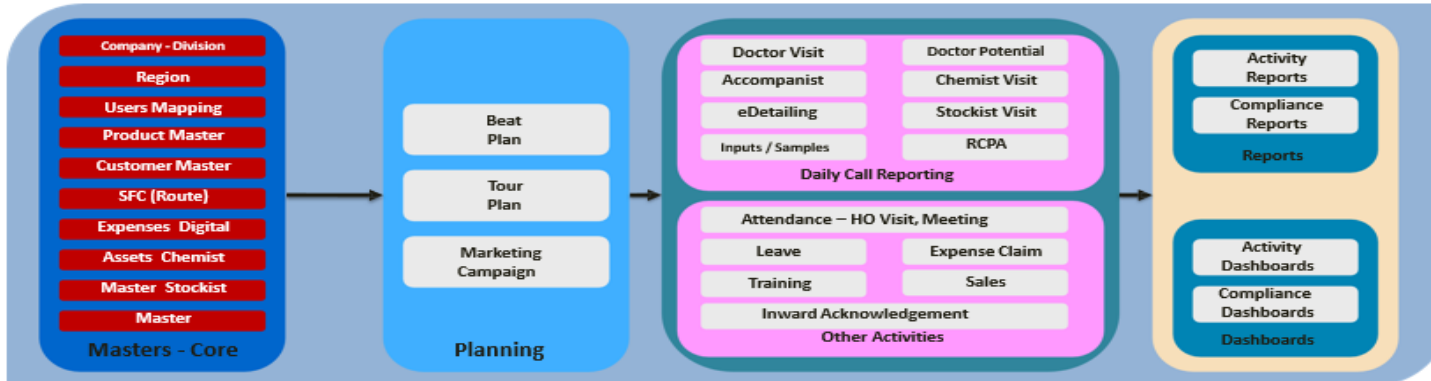 Company - Division
Region
Users Mapping
Product Master
Customer Master
SFC (Route)
Expenses Digital
Assets Chemist
Master Stockist
Master
Masters - Core
Beat
Plan
Tour
Plan
Marketing
Campaign
Planning
Doctor Visit
Doctor Potential
Accompanist
Chemist Visit
eDetailing
Stockist Visit
Inputs / Samples
RCPA
Daily Call Reporting
Attendance – HO Visit, Meeting
Leave
Expense Claim
Training
Sales
Inward Acknowledgement
Other Activities
Activity
Reports
Compliance
Reports
Reports
Activity
Dashboards
Compliance
Dashboards
Dashboards